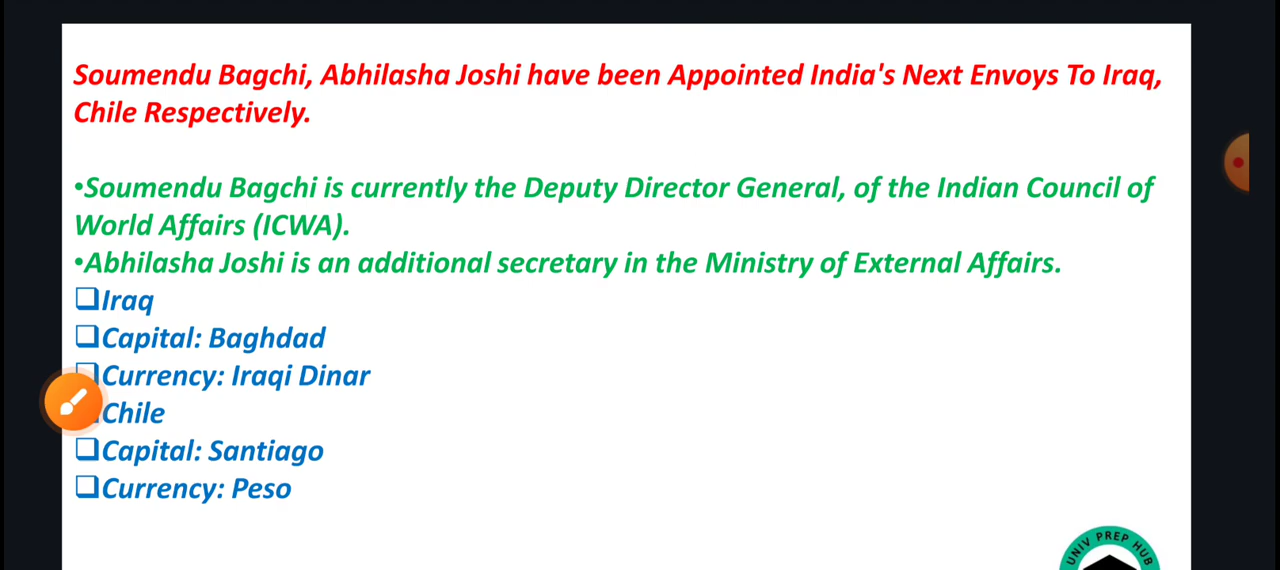 Soumendu Bagchi, Abhilasha Joshi have been Appointed India's Next Envoys To Iraq,
Chile Respectively.
•Soumendu Bagchi is currently the Deputy Director General, of the Indian Council of
World Affairs (ICWA).
•Abhilasha Joshi is an additional secretary in the Ministry of External Affairs.
❑Iraq
❑Capital: Baghdad
❑Currency: Iraqi Dinar
Chile
❑Capital: Santiago
❑Currency: Peso
UNIV PREP HUB